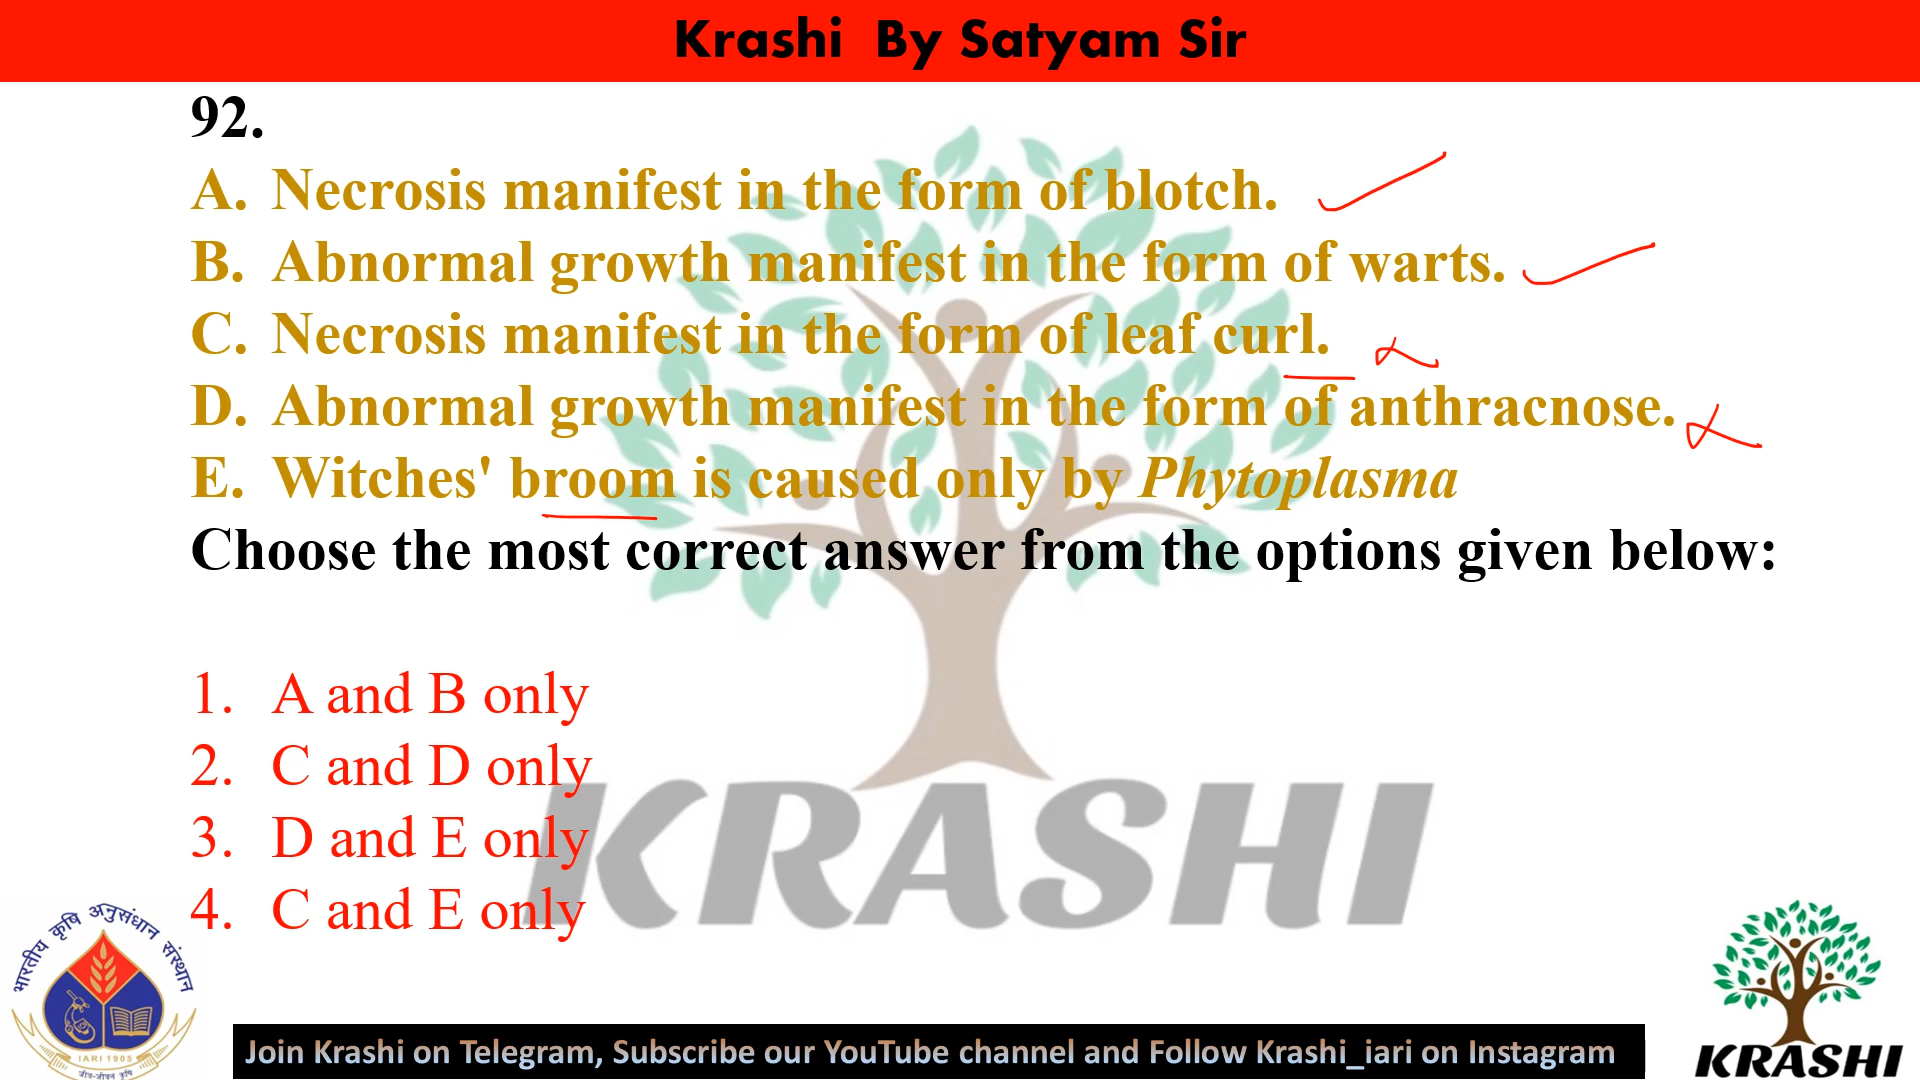 Krashi By Satyam Sir
92.
A. Necrosis manifest in the form of blotch.
B. Abnormal growth manifest in the form of warts.
C. Necrosis manifest in the form of leaf curl.
D. Abnormal growth manifest in the form of anthracnose.
E. Witches' broom is caused only by Phytoplasma
Choose the most correct answer from the options given below:
1. A and B only
2. C and D only
3. D and E only
4. C and E only
KRASHI
भारतीय कृषि अनुसंधान संस्थान
IARI 1905
Join Krashi on Telegram, Subscribe our YouTube channel and Follow Krashi_iari on Instagram
KRASHI